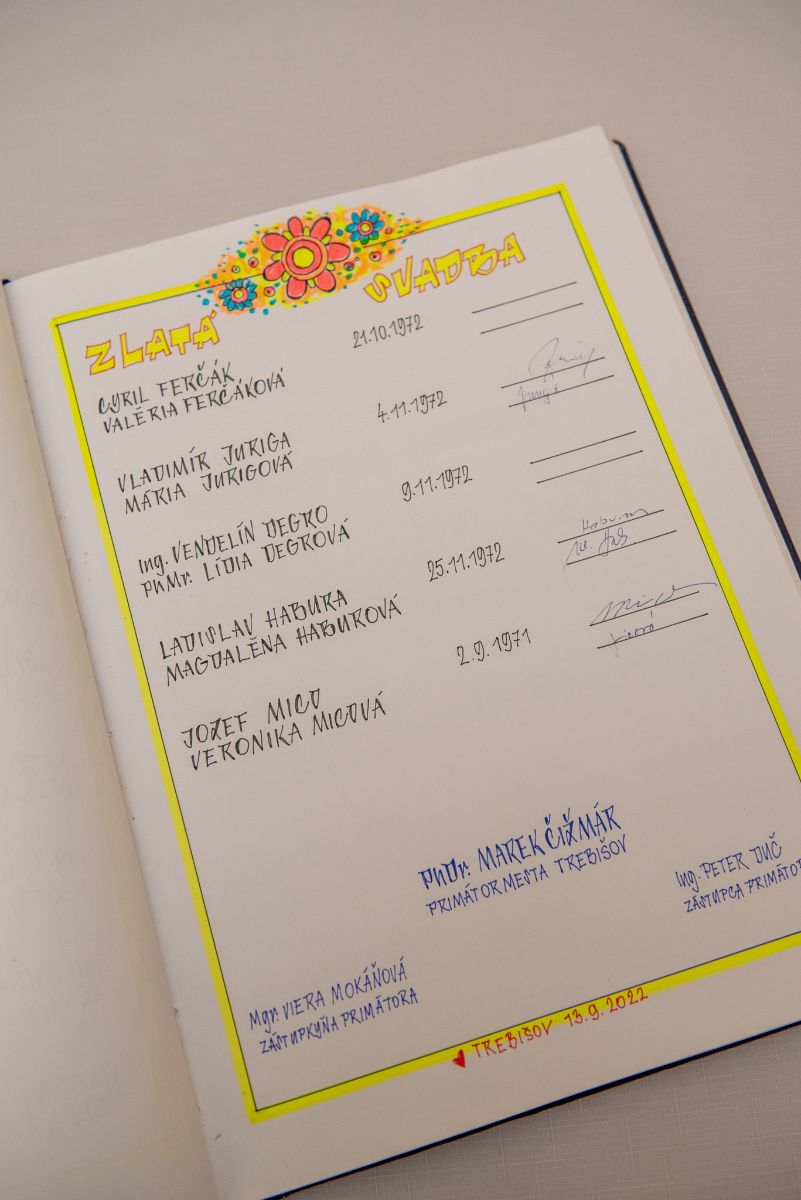 ZLATÁ SVADBA
CYRIL FERČÁK 21.10.1972
VALÉRIA FERČÁKOVÁ
VLADIMÍR JURIGA 4.11.1972
MÁRIA JURIGOVÁ
Ing. VENDELÍN DEGRO 9.11.1972
PhMr. LÍDIA DEGROVÁ
LADISLAV HABURA 25.11.1972
MAGDALÉNA HABUROVÁ
JOZEF MICO 2.9.1971
VERONIKA MICOVÁ
PhDr. MAREK ČIŽMÁR
PRIMÁTOR MESTA TREBIŠOV
Ing. PETER DUČ
ZÁSTUPCA PRIMÁTOR
Mgr. VIERA MOKÁŇOVÁ
ZÁSTUPKYŇA PRIMÁTORA
TREBIŠOV 13.9.2022